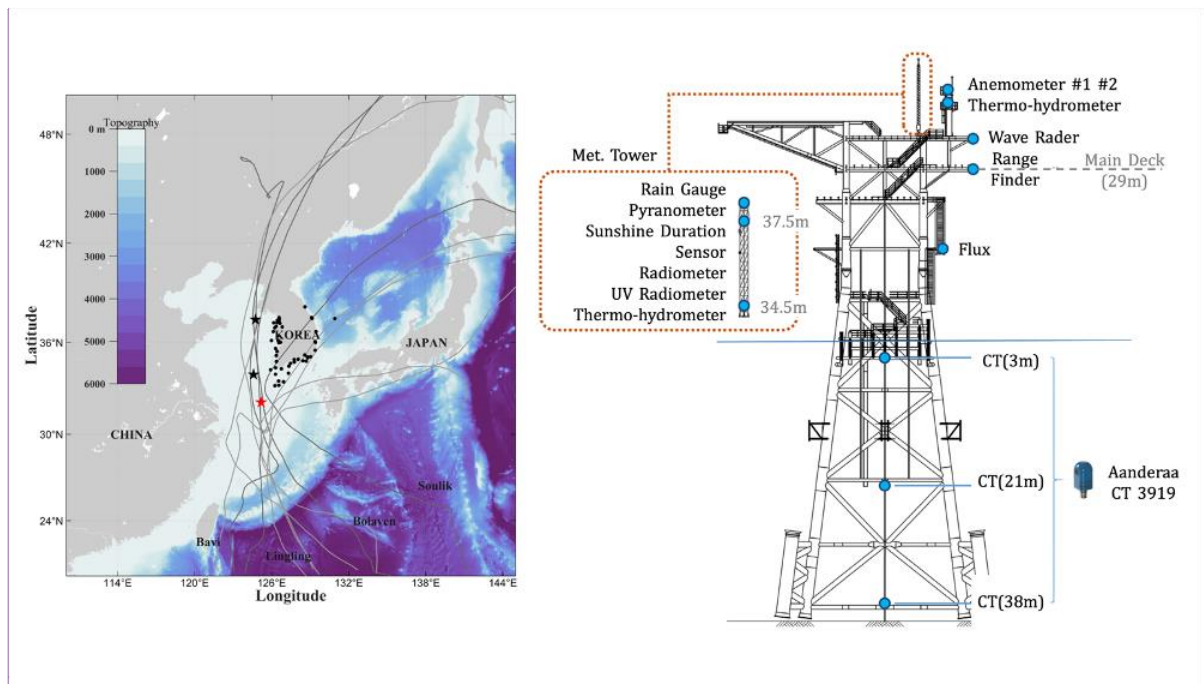 Topography
0 m
1000
2000
3000
4000
5000
6000
48°N
42°N
36°N
30°N
24°N
Latitude
114°E
120°E
126°E
132°E
138°E
144°E
Longitude
KOREA
JAPAN
CHINA
Soulik
Bolaven
Bavi
Lingling
Anemometer #1 #2
Thermo-hydrometer
Wave Rader
Range
Finder
Main Deck
(29m)
Flux
Met. Tower
Rain Gauge
Pyranometer
37.5m
Sunshine Duration
Sensor
Radiometer
UV Radiometer
34.5m
Thermo-hydrometer
CT(3m)
CT(21m)
CT(38m)
Aanderaa
CT 3919